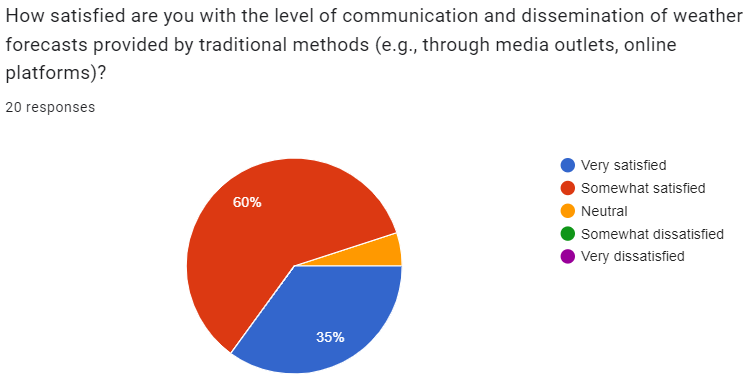 How satisfied are you with the level of communication and dissemination of weather
forecasts provided by traditional methods (e.g., through media outlets, online
platforms)?
20 responses
60%
35%
Very satisfied
Somewhat satisfied
Neutral
Somewhat dissatisfied
Very dissatisfied